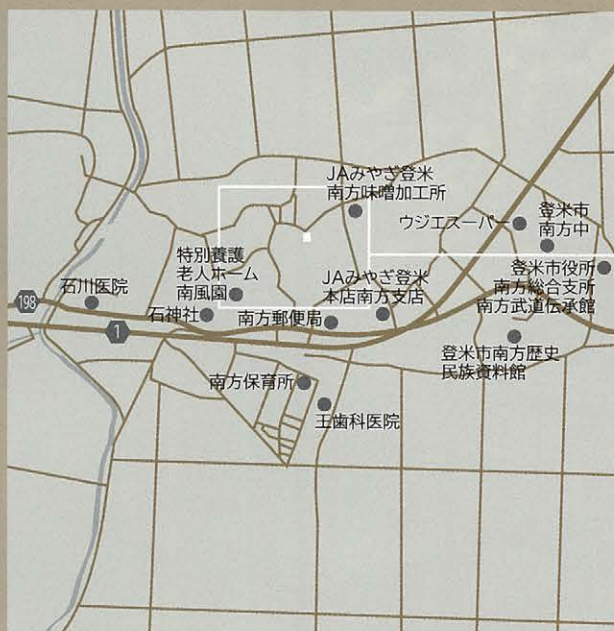 JAみやぎ登米
南方味噌加工所
ウジエスーパー
登米市
南方中
特別養護
老人ホーム
南風園
JAみやぎ登米
本店南方支店
登米市役所
南方総合支所
南方武道伝承館
石川医院
198
石神社
南方郵便局
1
登米市南方歴史
民族資料館
南方保育所
王歯科医院